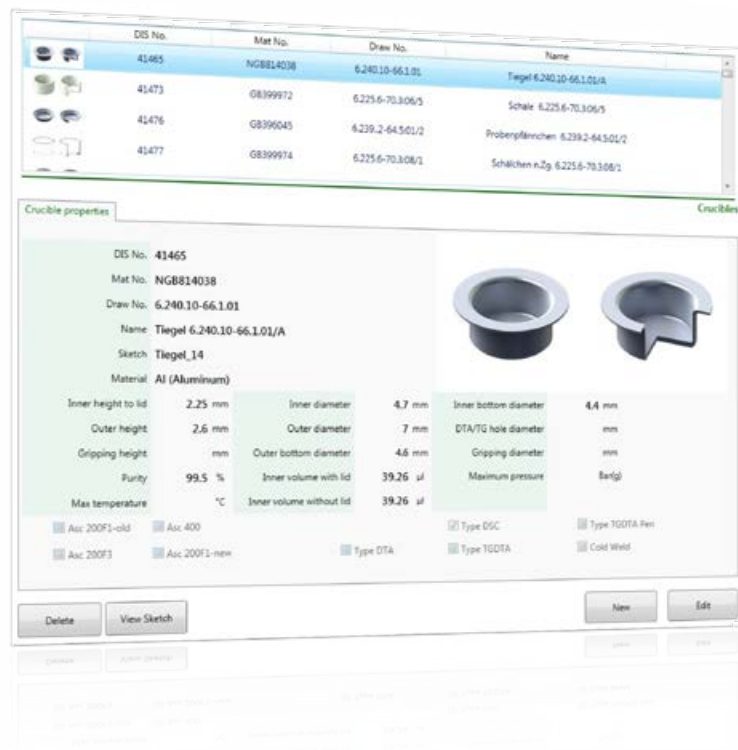 DIS No. Mat No. Draw No. Name
41465 NGB814038 6.240.10-66.1.01 Tiegel 6.240.10-66.1.01/A
41473 GB399972 6.225.6-70.3:06/5 Schale 6.225.6-70.3:06/5
41476 GB396045 6.239.2-64.5:01/2 Probenpfännchen 6.239.2-64.5:01/2
41477 GB399974 6.225.6-70.3:08/1 Schälchen n.Zg. 6.225.6-70.3:08/1
Crucible properties Crucibles
DIS No. 41465
Mat No. NGB814038
Draw No. 6.240.10-66.1.01
Name Tiegel 6.240.10-66.1.01/A
Sketch Tiegel_14
Material Al (Aluminum)
Inner height to lid 2.25 mm Inner diameter 4.7 mm Inner bottom diameter 4.4 mm
Outer height 2.6 mm Outer diameter 7 mm DTA/TG hole diameter mm
Gripping height mm Outer bottom diameter 4.6 mm Gripping diameter mm
Purity 99.5 % Inner volume with lid 39.26 µl Maximum pressure Bar(g)
Max temperature °C Inner volume without lid 39.26 µl
Asc 200F1-old Asc 400 Type DSC Type TGDTA Pen
Asc 200F3 Asc 200F1-new Type DTA Type TGDTA Cold Weld
Delete View Sketch New Edit